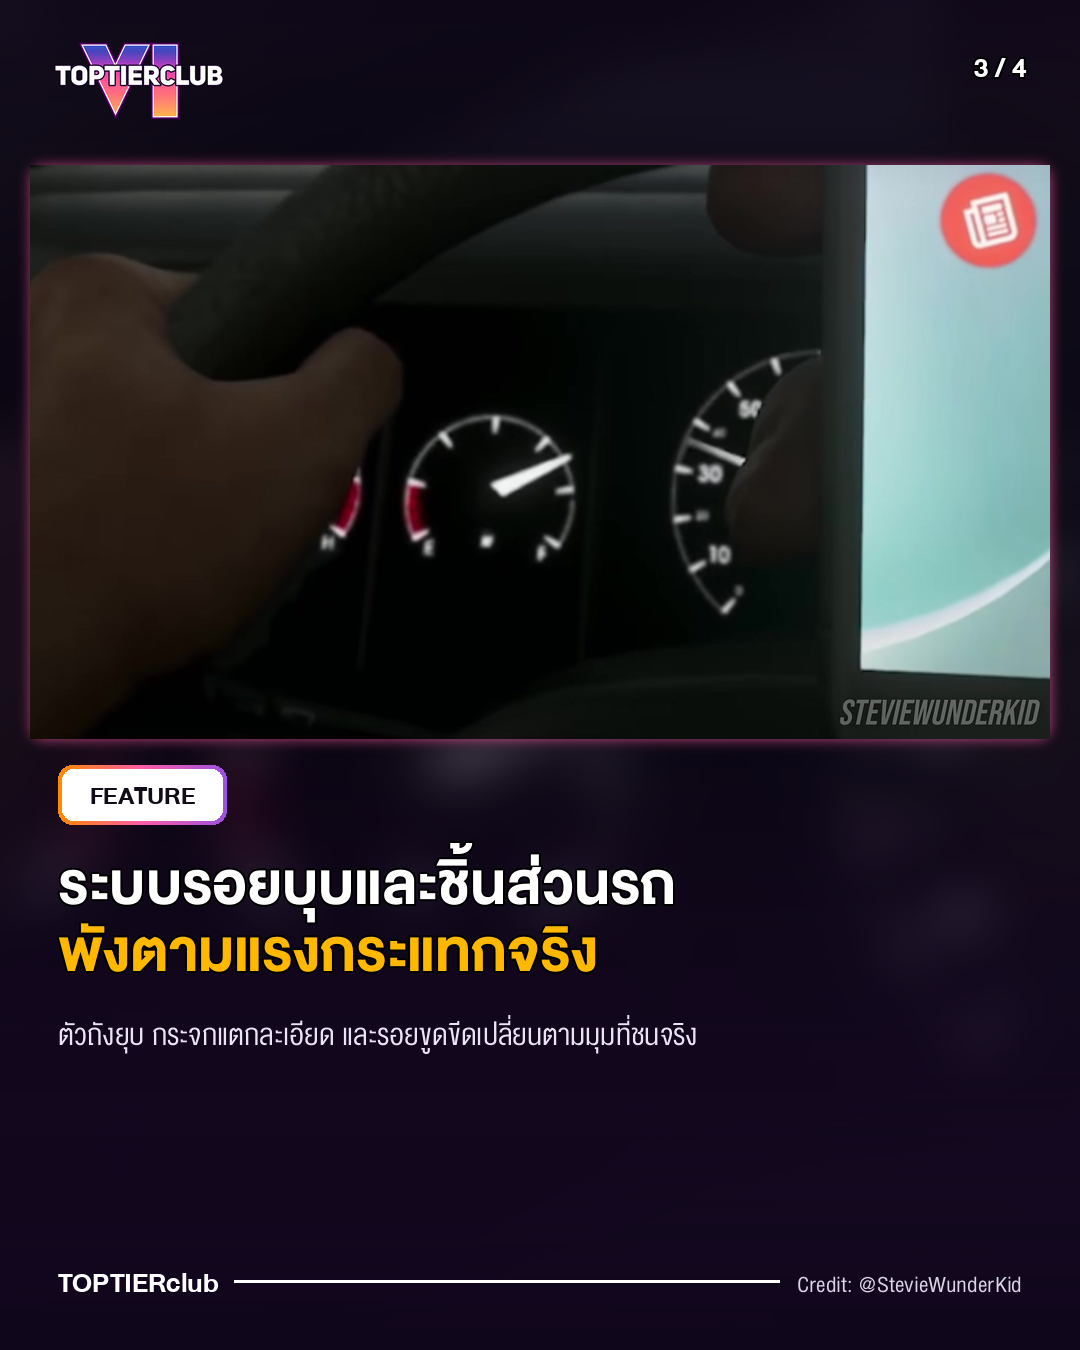 TOPTIERCLUB
VI
3 / 4
50
30
10
0
H
E
F
STEVIEWUNDERKID
FEATURE
ระบบรอยบุบและชิ้นส่วนรถ
พังตามแรงกระแทกจริง
ตัวถังยุบ กระจกแตกละเอียด และรอยขูดขีดเปลี่ยนตามมุมที่ชนจริง
TOPTIERclub
Credit: @StevieWunderKid